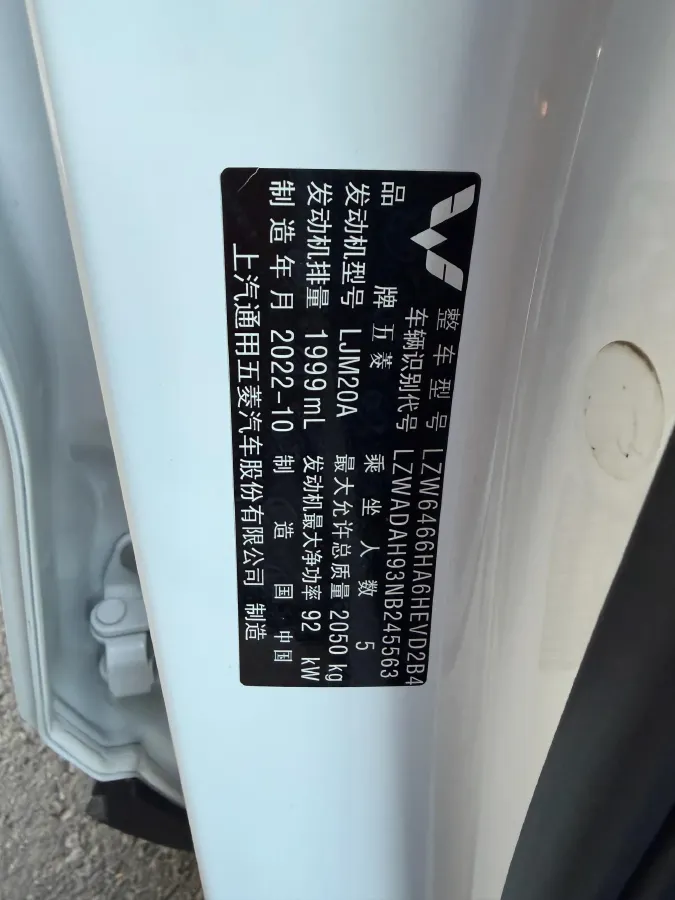 整车型号 LZW6466HA6HEVD2B4
车辆识别代号 LZWADAH93NB245563
品牌 五菱 乘坐人数 5
发动机型号 LJM20A 最大允许总质量 2050 kg
发动机排量 1999 mL 发动机最大净功率 92 kW
制造年月 2022-10 制造国 中国
上汽通用五菱汽车股份有限公司 制造